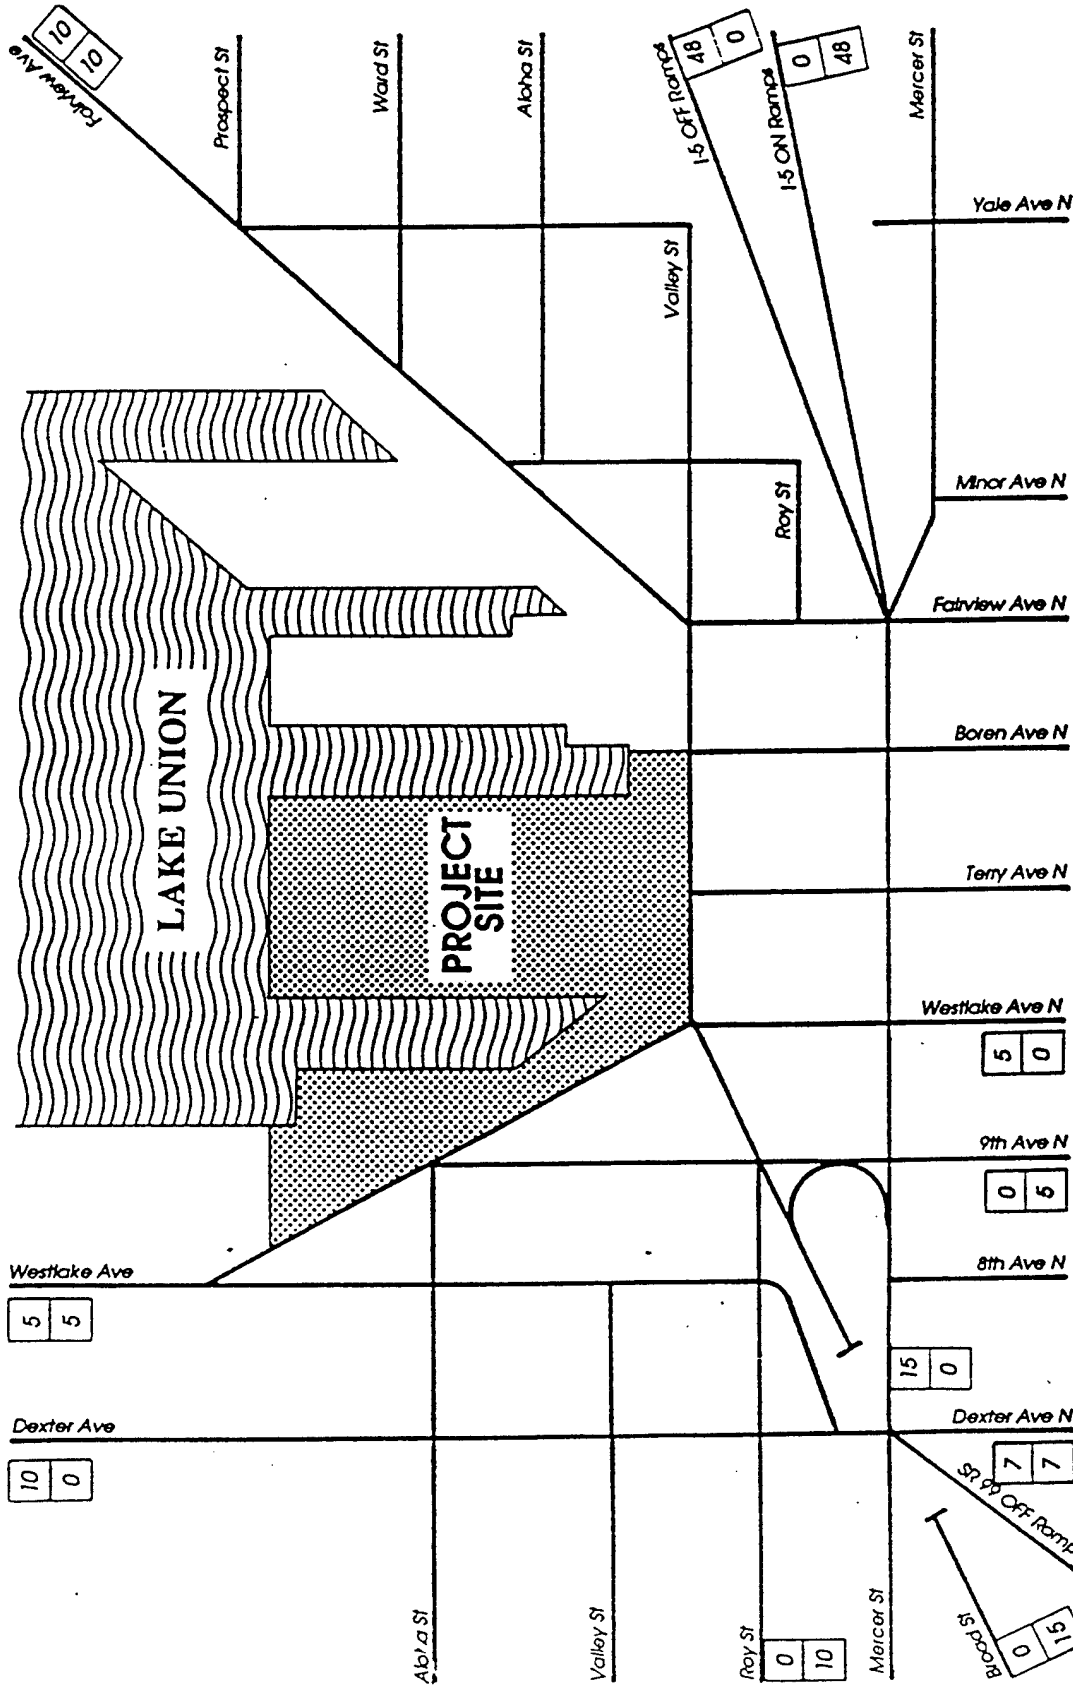 10
10
Fairview Ave
Prospect St
Ward St
Aloha St
48
0
I-5 OFF Ramps
0
48
I-5 ON Ramps
Mercer St
Yale Ave N
Valley St
Minor Ave N
Roy St
Fairview Ave N
LAKE UNION
Boren Ave N
PROJECT
SITE
Terry Ave N
Westlake Ave N
5
0
9th Ave N
0
5
8th Ave N
Westlake Ave
5
5
15
0
Dexter Ave
10
0
Dexter Ave N
7
7
SR 99 OFF Ramp
Aloha St
Valley St
Roy St
0
10
Mercer St
Broad St
0
15